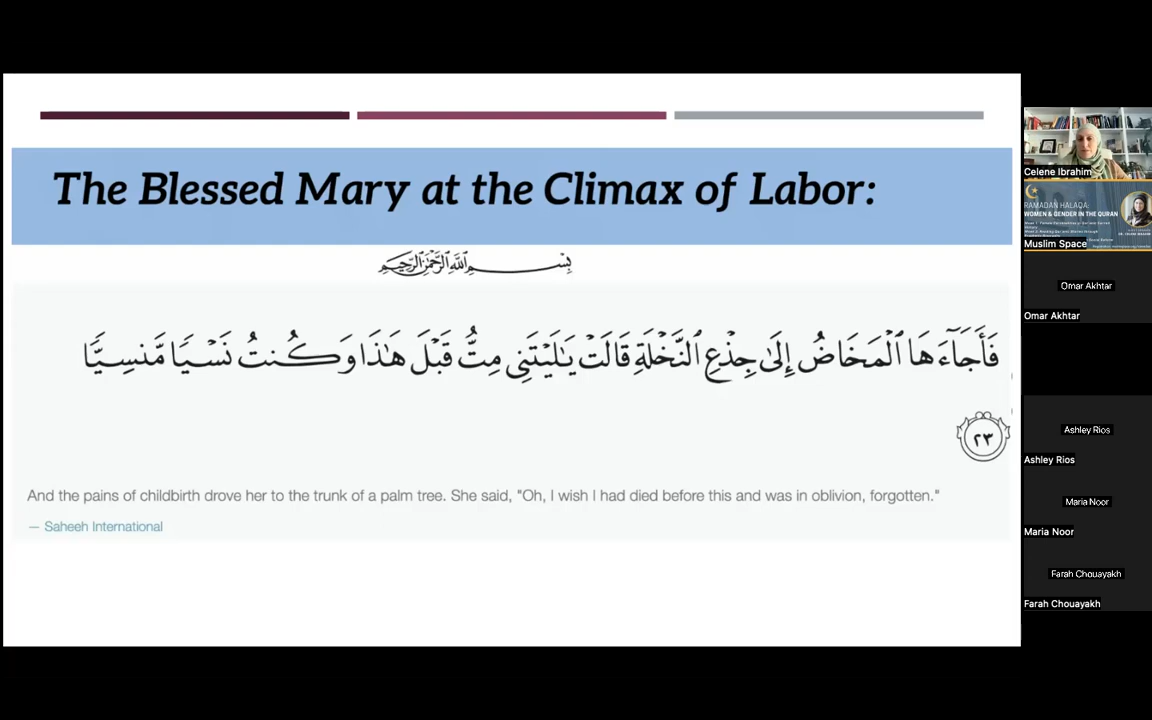 The Blessed Mary at the Climax of Labor:
بِسْمِ اللَّهِ الرَّحْمَٰنِ الرَّحِيمِ
فَأَجَآءَهَا ٱلْمَخَاضُ إِلَىٰ جِذْعِ ٱلنَّخْلَةِ قَالَتْ يَٰلَيْتَنِى مِتُّ قَبْلَ هَٰذَا وَكُنتُ نَسْيًا مَّنسِيًّا
٢٣
And the pains of childbirth drove her to the trunk of a palm tree. She said, "Oh, I wish I had died before this and was in oblivion, forgotten."
— Saheeh International
Celene Ibrahim
RAMADAN HALAQA:
WOMEN & GENDER IN THE QURAN
Muslim Space
Omar Akhtar
Omar Akhtar
Ashley Rios
Ashley Rios
Maria Noor
Maria Noor
Farah Chouayakh
Farah Chouayakh